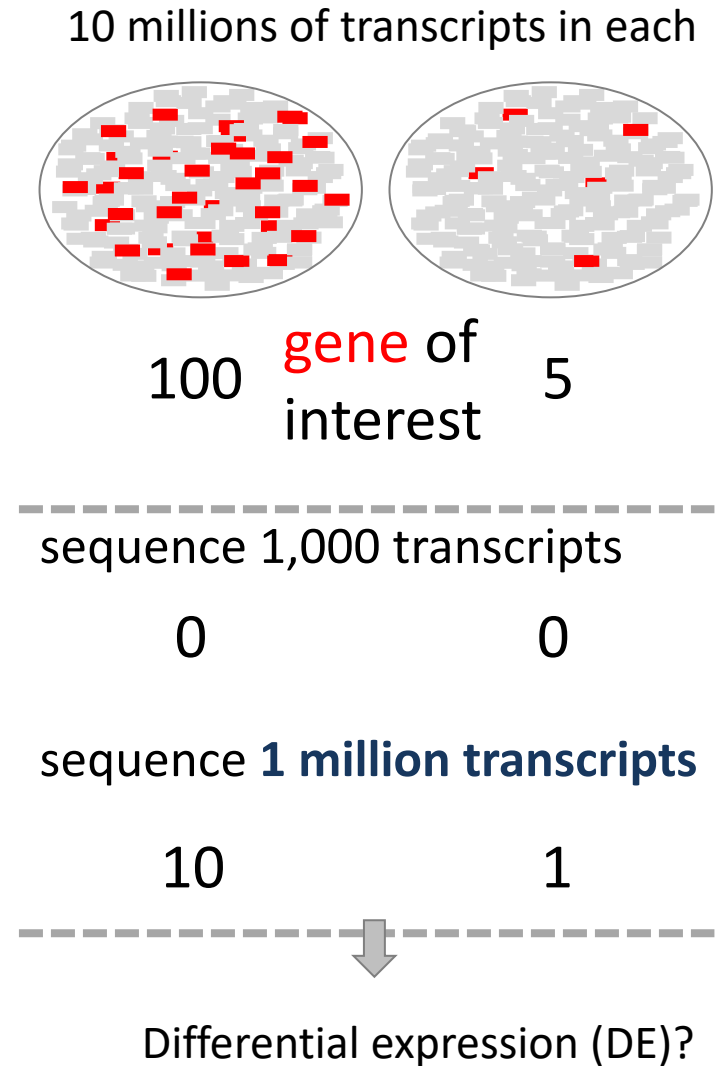 10 millions of transcripts in each
100 gene of interest 5
sequence 1,000 transcripts
0 0
sequence 1 million transcripts
10 1
Differential expression (DE)?